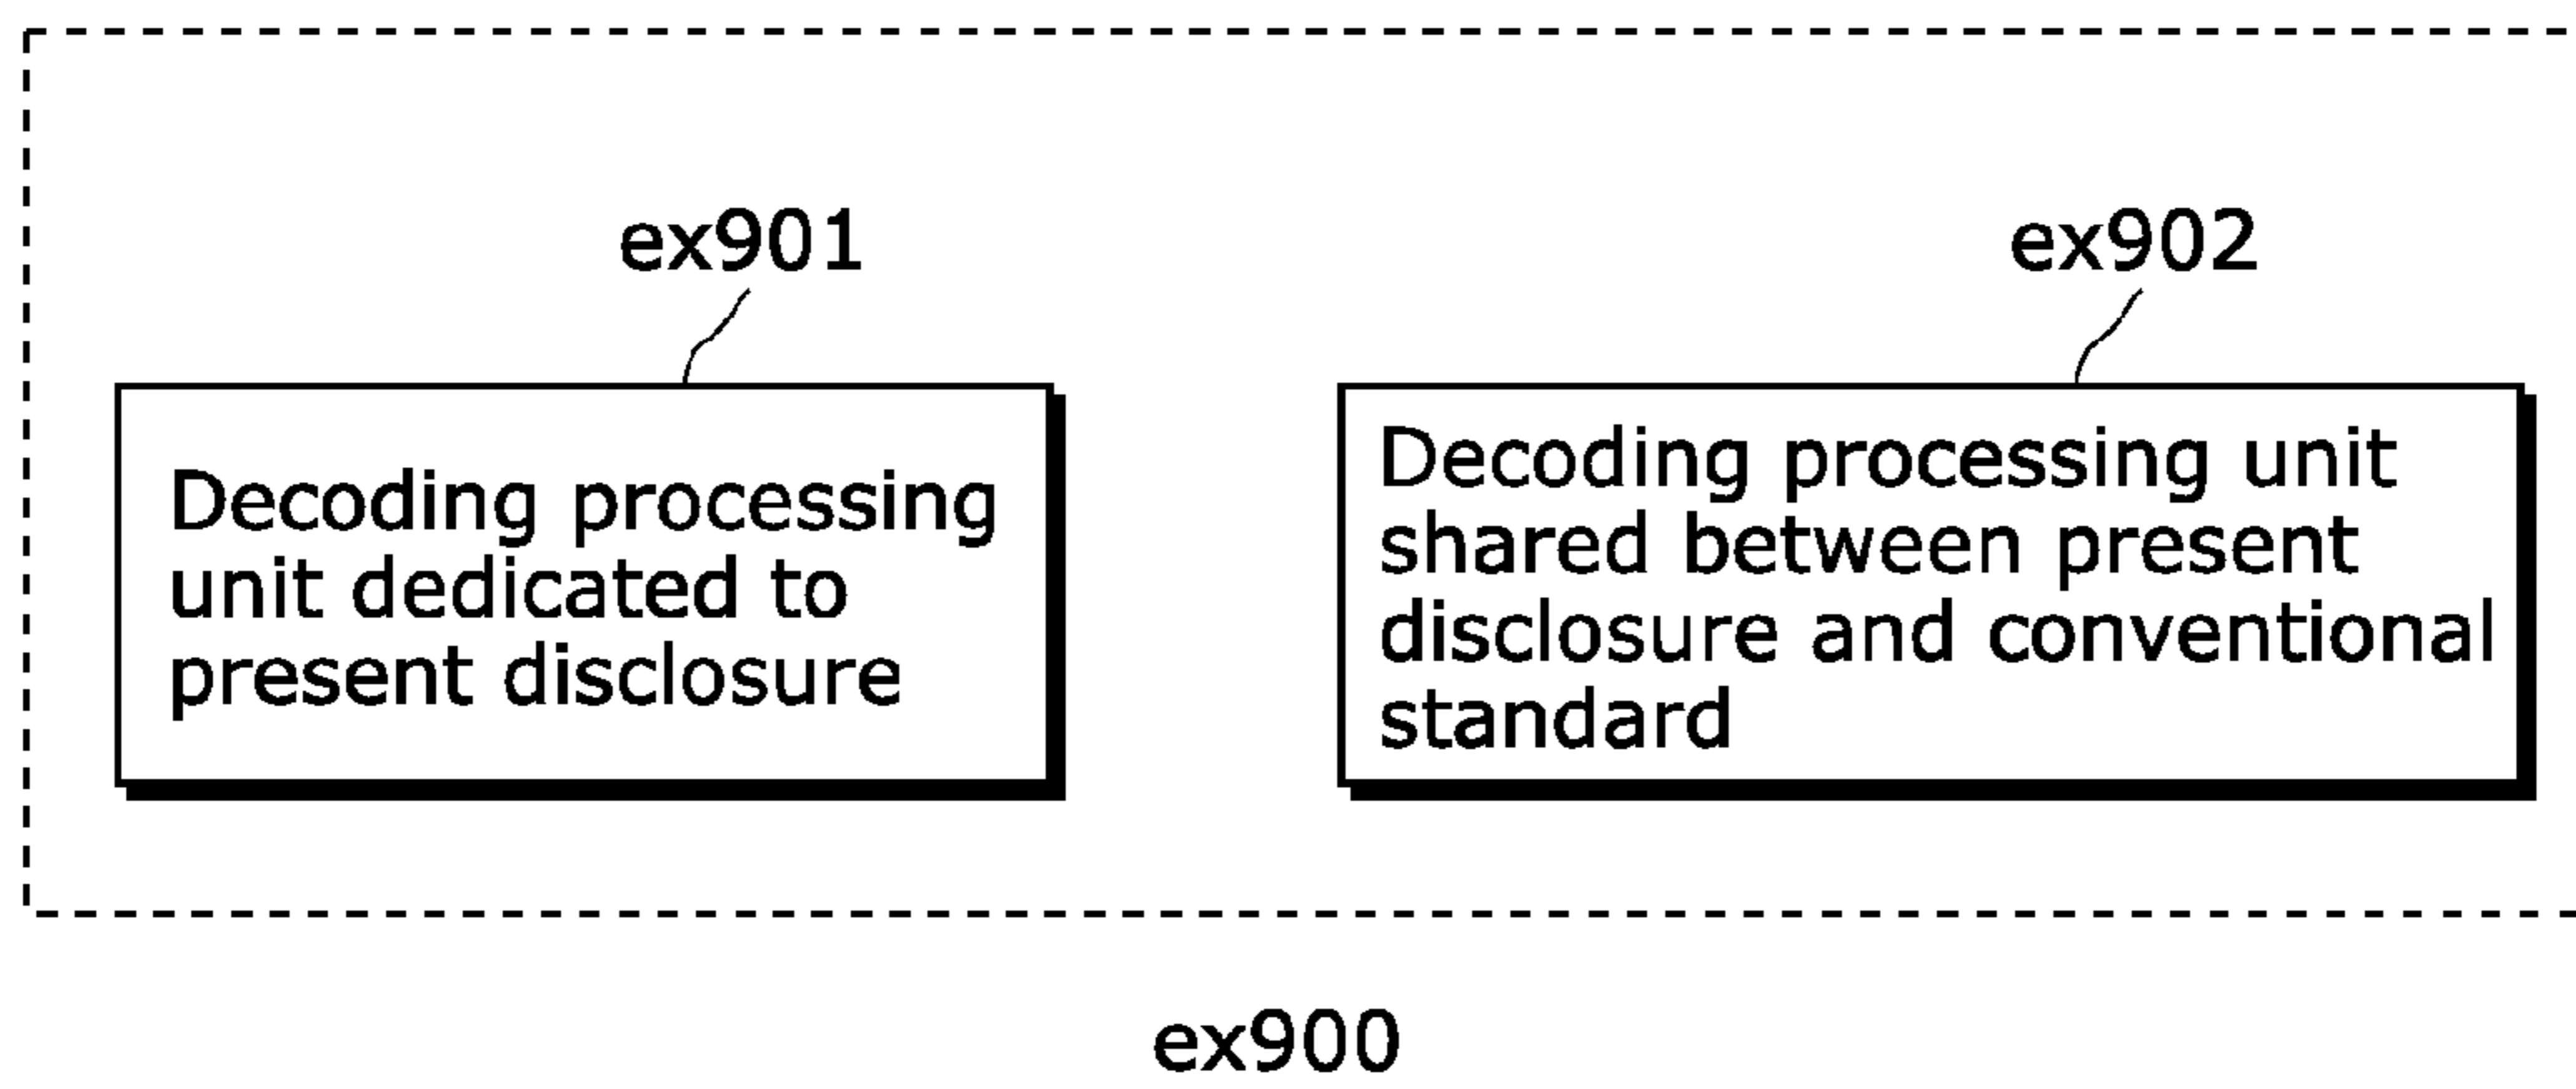 ex901
ex902
Decoding processing
unit dedicated to
present disclosure
Decoding processing unit
shared between present
disclosure and conventional
standard
ex900